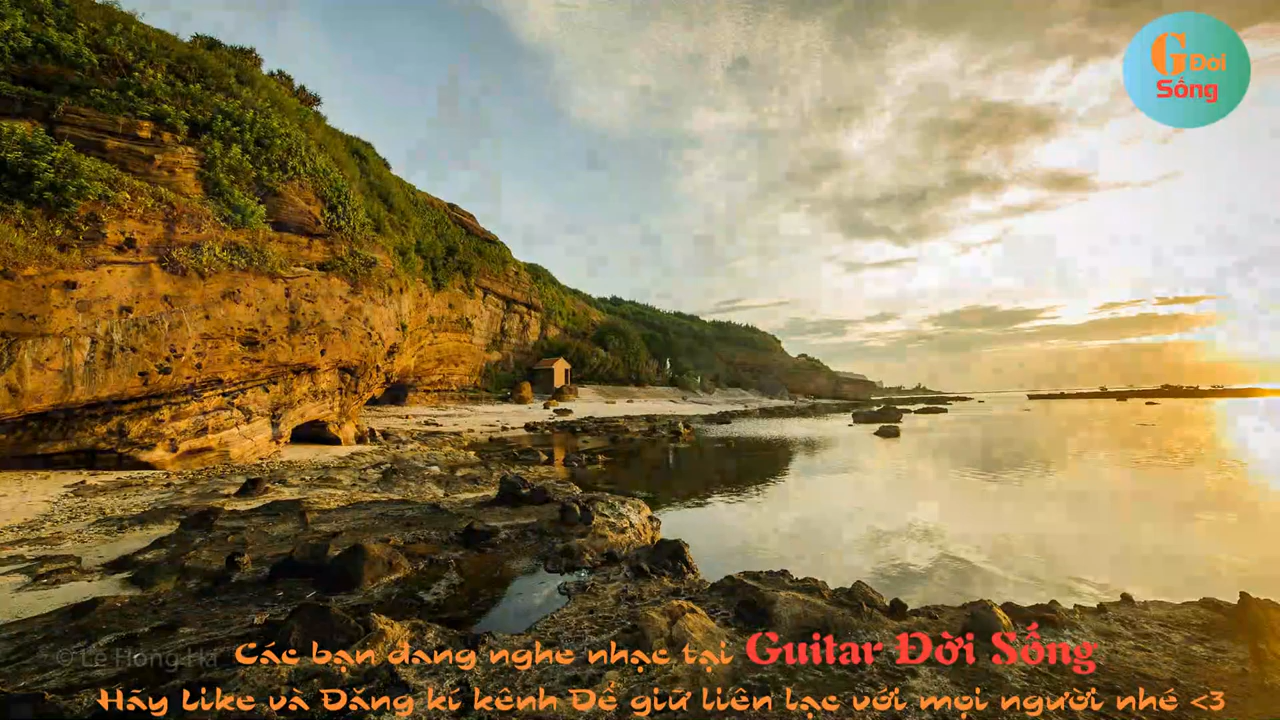 G Đời
Sống
© Lê Hồng Hà
Các bạn đang nghe nhạc tại Guitar Đời Sống
Hãy Like và Đăng kí kênh Để giữ liên lạc với mọi người nhé <3